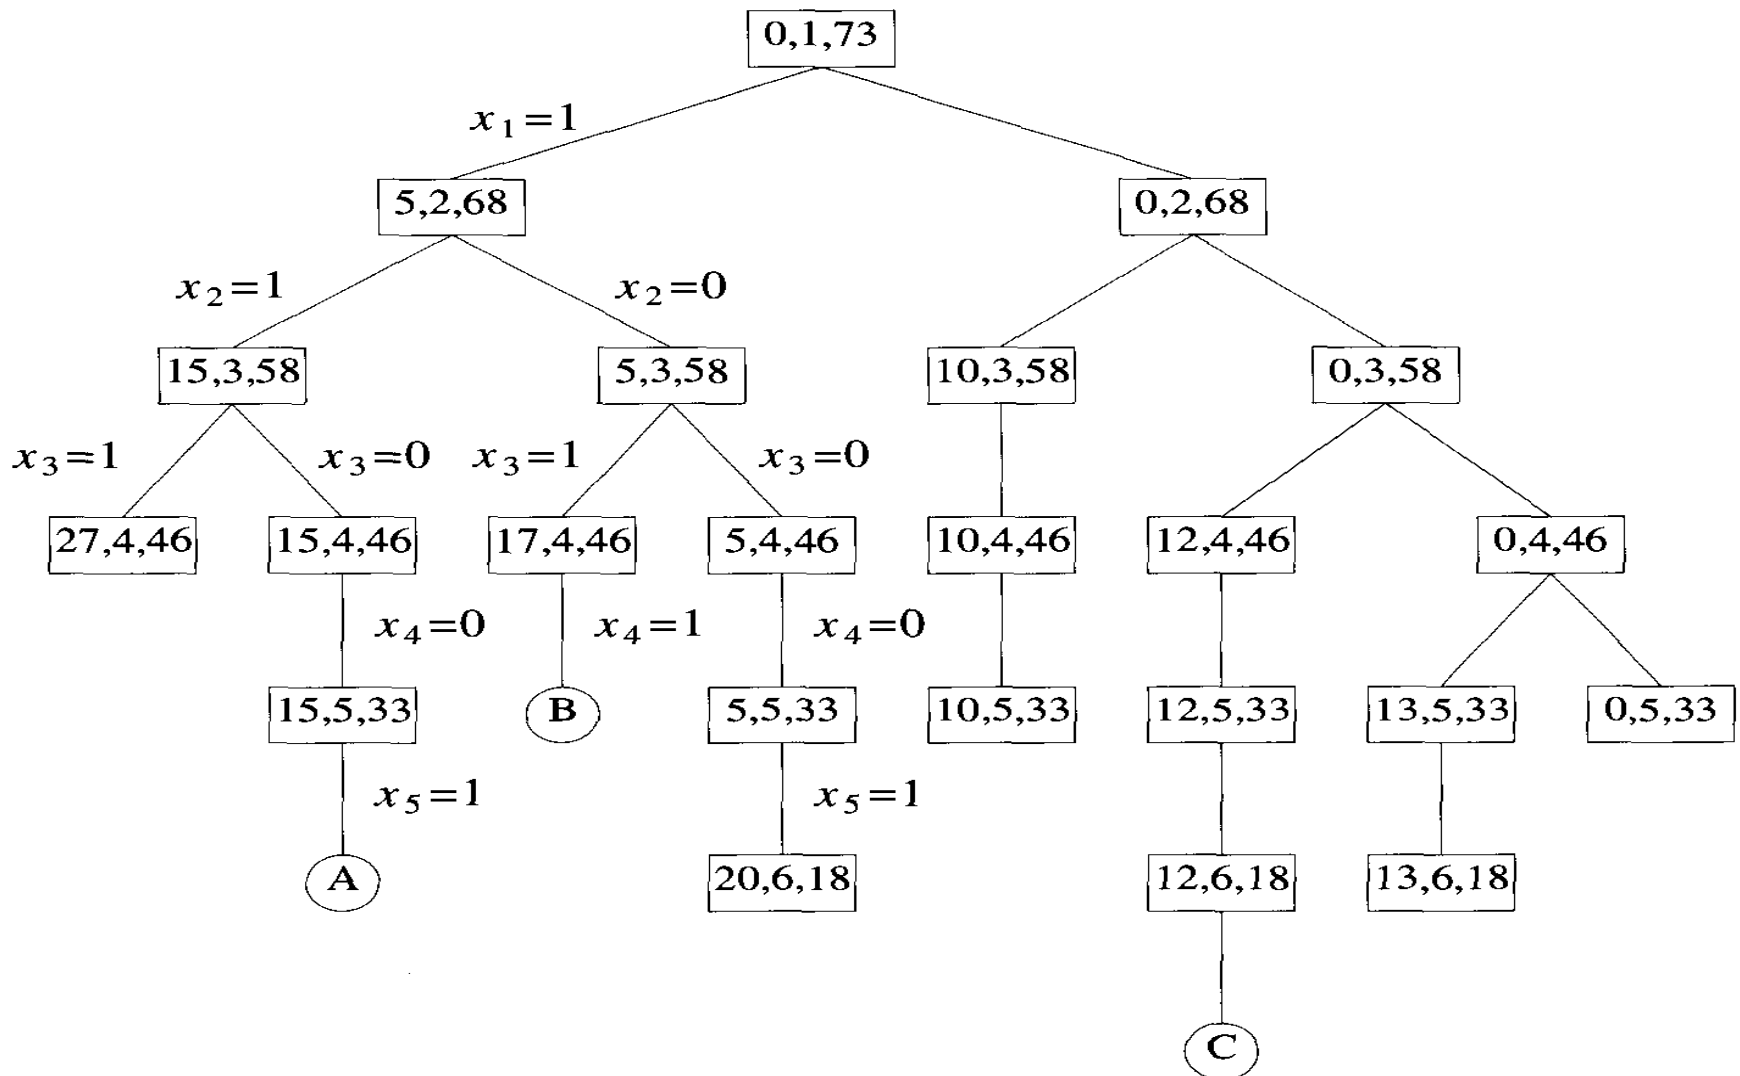 0,1,73
x1=1
5,2,68
0,2,68
x2=1
x2=0
15,3,58
5,3,58
10,3,58
0,3,58
x3=1
x3=0
x3=1
x3=0
27,4,46
15,4,46
17,4,46
5,4,46
10,4,46
12,4,46
0,4,46
x4=0
x4=1
x4=0
15,5,33
B
5,5,33
10,5,33
12,5,33
13,5,33
0,5,33
x5=1
x5=1
A
20,6,18
12,6,18
13,6,18
C